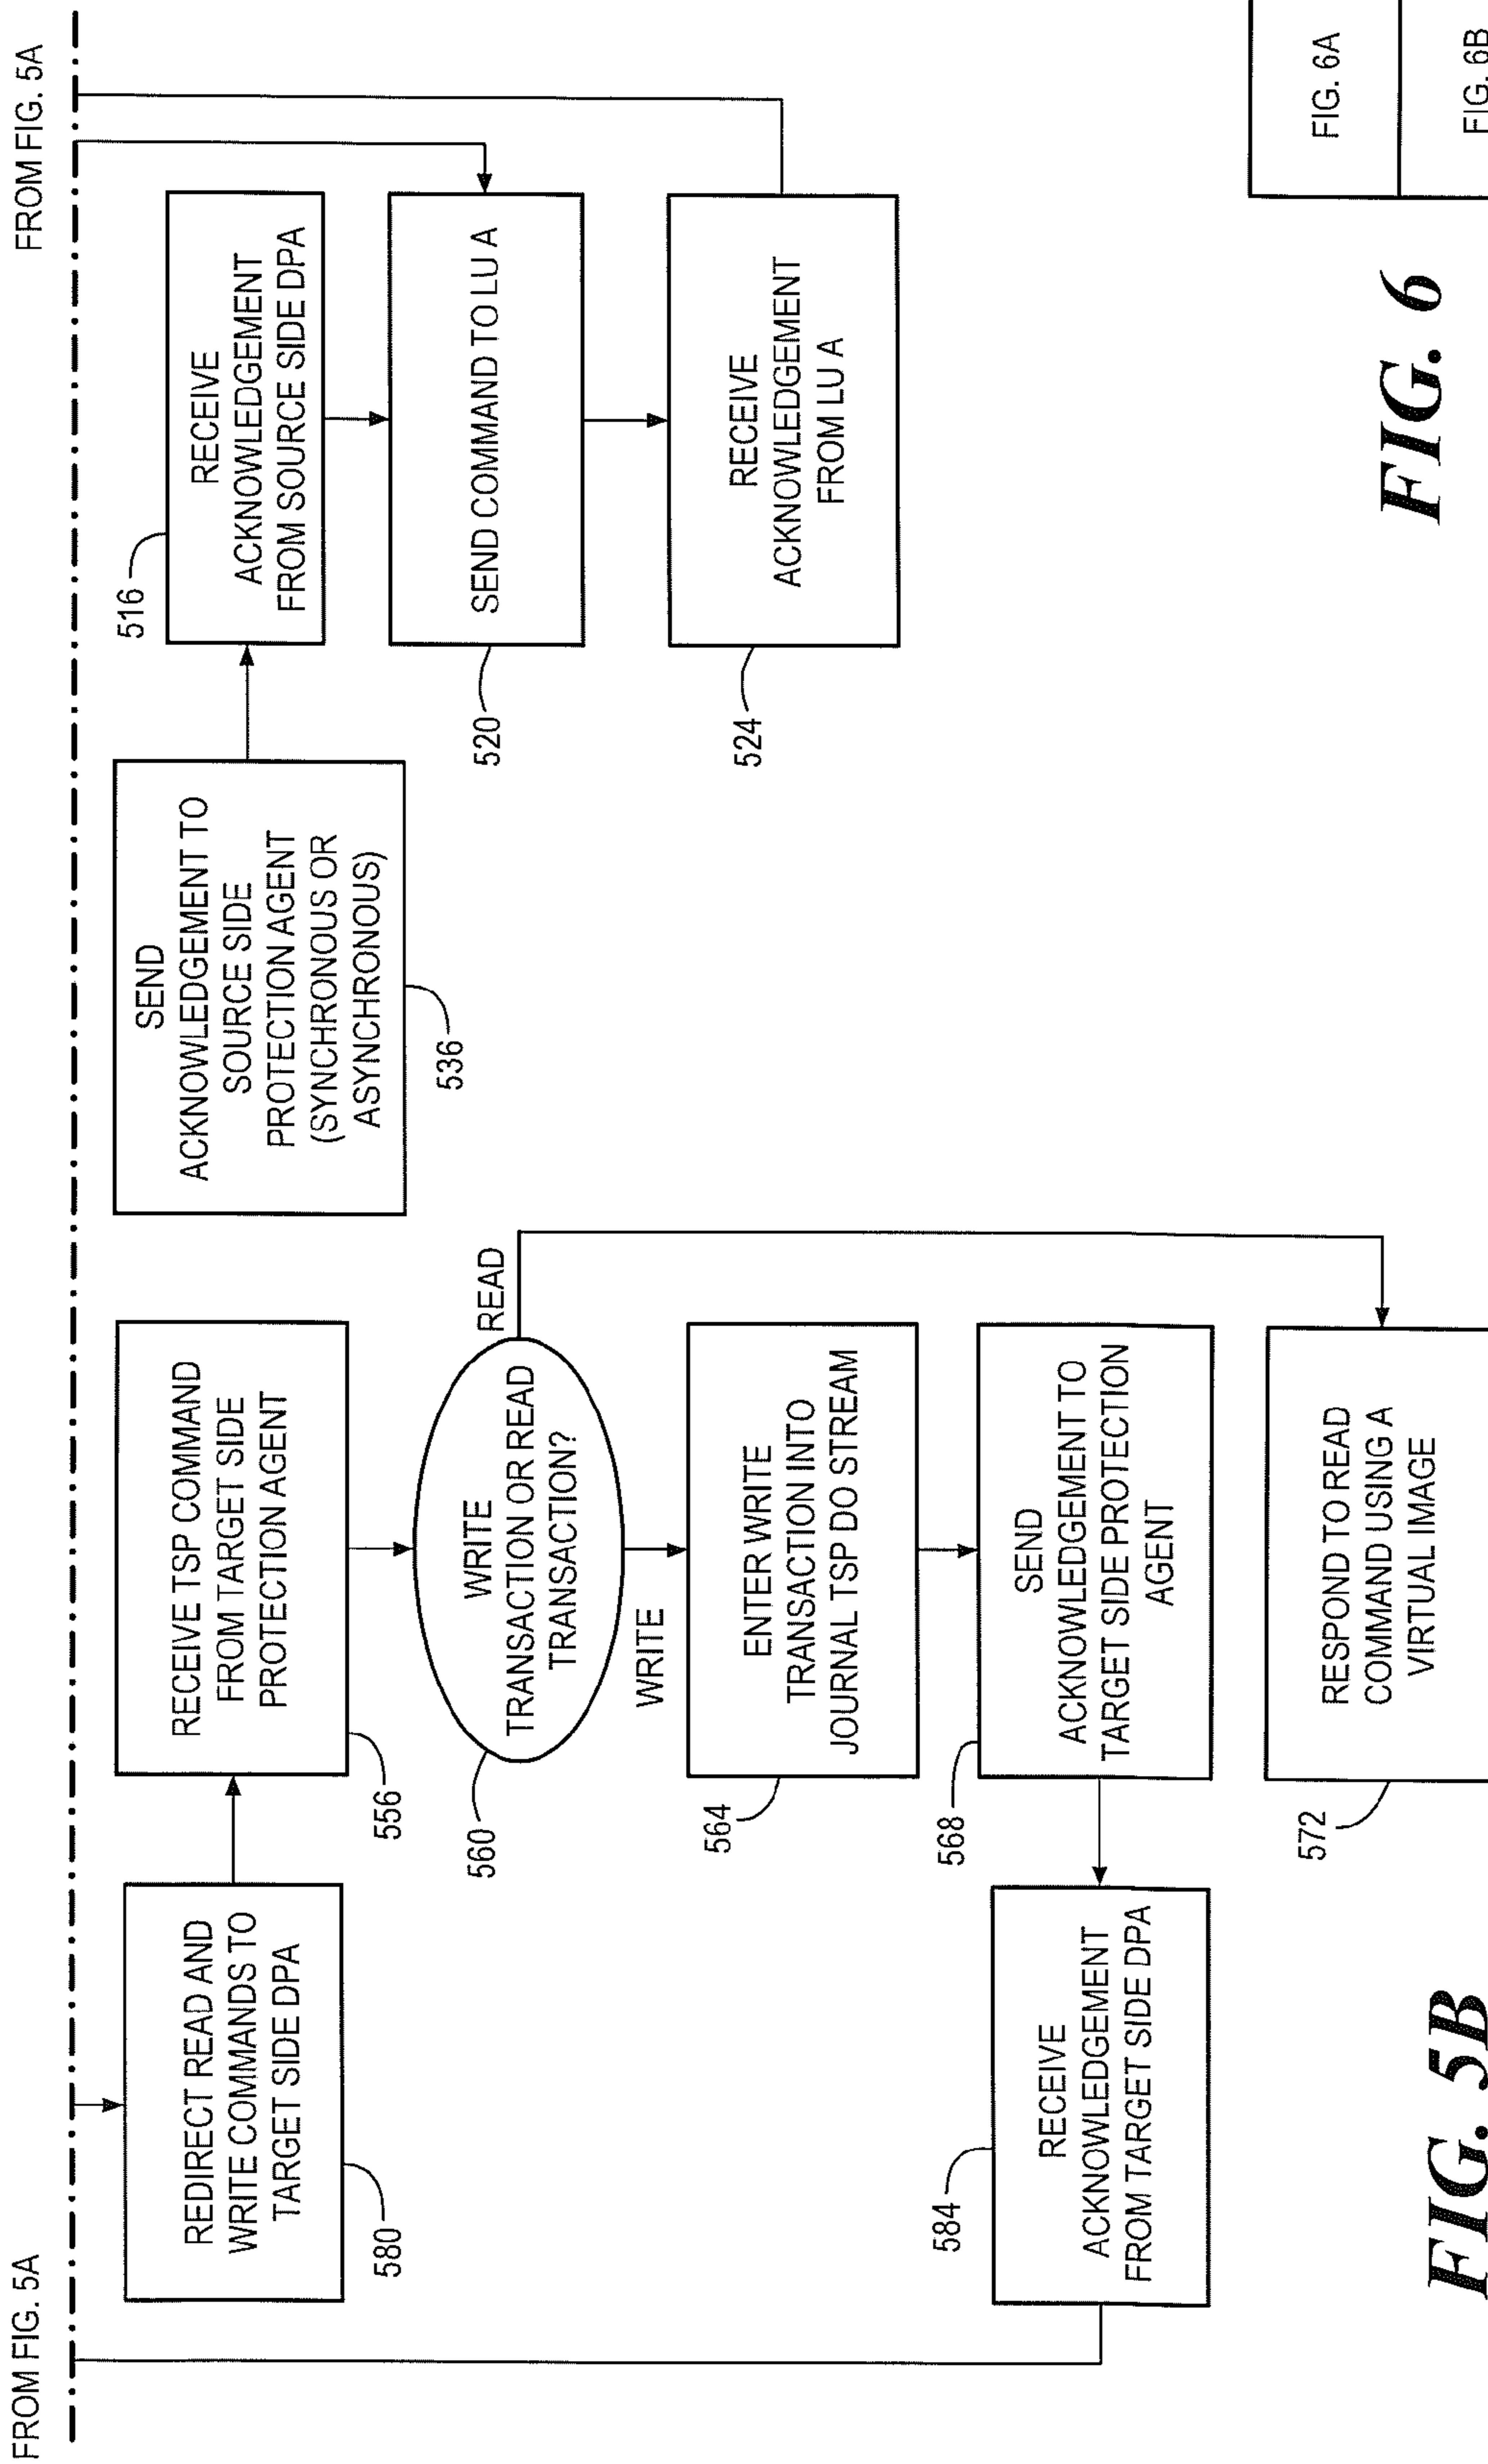 FROM FIG. 5A
FROM FIG. 5A
REDIRECT READ AND
WRITE COMMANDS TO
TARGET SIDE DPA
580
RECEIVE TSP COMMAND
FROM TARGET SIDE
PROTECTION AGENT
556
SEND
ACKNOWLEDGEMENT TO
SOURCE SIDE
PROTECTION AGENT
(SYNCHRONOUS OR
ASYNCHRONOUS)
536
516
RECEIVE
ACKNOWLEDGEMENT
FROM SOURCE SIDE DPA
WRITE
TRANSACTION OR READ
TRANSACTION?
560
READ
WRITE
SEND COMMAND TO LU A
520
ENTER WRITE
TRANSACTION INTO
JOURNAL TSP DO STREAM
564
RECEIVE
ACKNOWLEDGEMENT
FROM LU A
524
584
RECEIVE
ACKNOWLEDGEMENT
FROM TARGET SIDE DPA
568
SEND
ACKNOWLEDGEMENT TO
TARGET SIDE PROTECTION
AGENT
572
RESPOND TO READ
COMMAND USING A
VIRTUAL IMAGE
FIG. 5B
FIG. 6
FIG. 6A
FIG. 6B